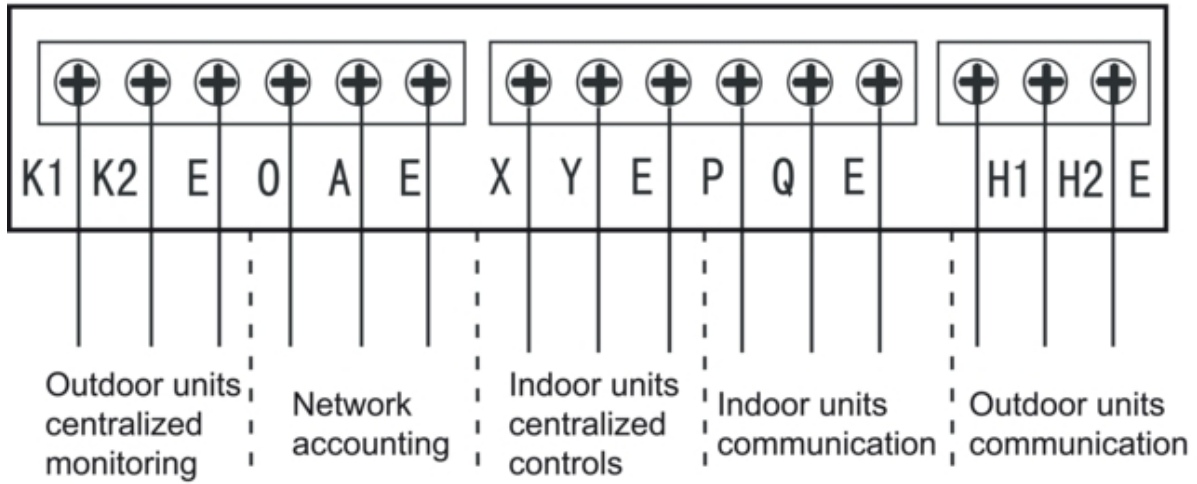 K1 K2 E O A E X Y E P Q E H1 H2 E
Outdoor units
centralized
monitoring
Network
accounting
Indoor units
centralized
controls
Indoor units
communication
Outdoor units
communication